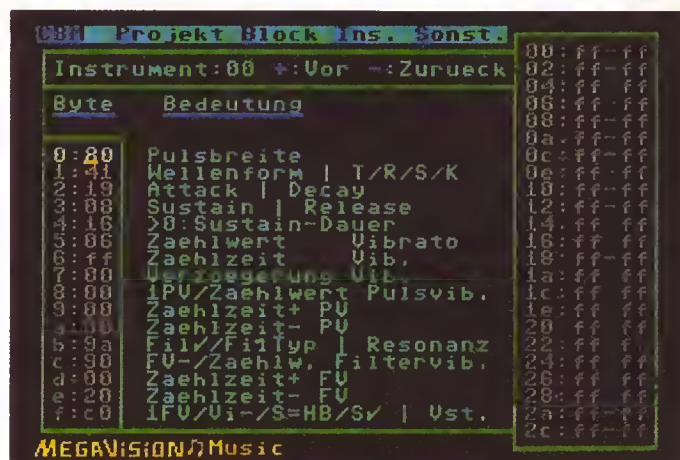 CBM Projekt Block Ins. Sonst.
Instrument:00 +:Vor -:Zurueck
Byte Bedeutung
0:80 Pulsbreite
1:41 Wellenform | T/R/S/K
2:19 Attack | Decay
3:08 Sustain | Release
4:16 >0:Sustain-Dauer
5:06 Zaehlwert Vibrato
6:ff Zaehlzeit Vib.
7:00 Verzoegerung Vib.
8:00 1PV/Zaehlwert Pulsvib.
9:00 Zaehlzeit+ PV
a:00 Zaehlzeit- PV
b:9a Fil✓/FilTyp | Resonanz
c:90 FV-/Zaehlw. Filtervib.
d:08 Zaehlzeit+ FV
e:20 Zaehlzeit- FV
f:c0 1FV/Vi-/S=HB/S✓ | Vst.
00:ff-ff
02:ff-ff
04:ff ff
06:ff ff
08:ff-ff
0a:ff-ff
0c:ff-ff
0e:ff ff
10:ff-ff
12:ff-ff
14:ff ff
16:ff ff
18:ff-ff
1a:ff ff
1c:ff ff
1e:ff ff
20 ff ff
22:ff ff
24:ff ff
26:ff ff
28:ff ff
2a:ff-ff
2c:ff-ff
MEGAVISION♫Music